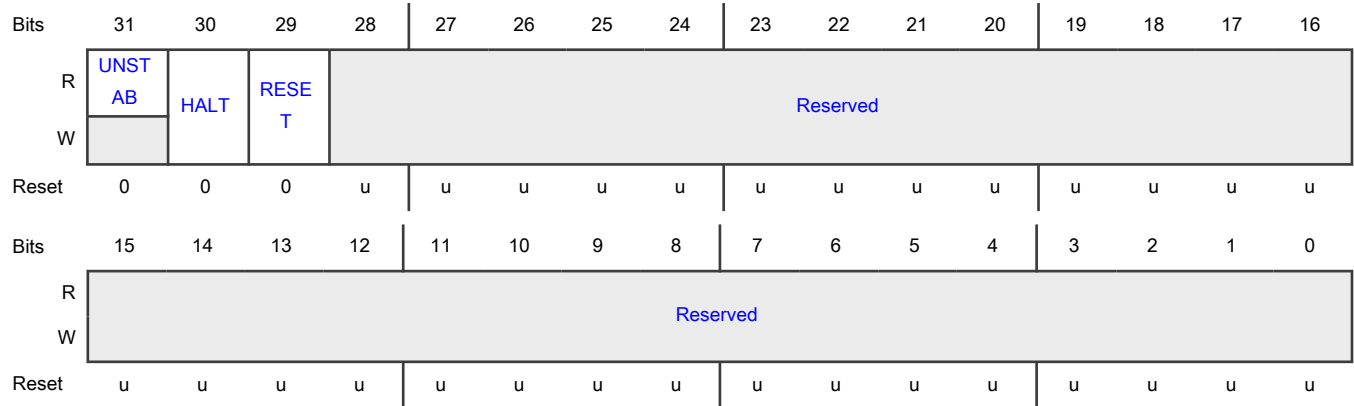 Bits 31 30 29 28 27 26 25 24 23 22 21 20 19 18 17 16
R UNST
AB HALT RESE
T Reserved
W
Reset 0 0 0 u u u u u u u u u u u u u
Bits 15 14 13 12 11 10 9 8 7 6 5 4 3 2 1 0
R
Reserved
W
Reset u u u u u u u u u u u u u u u u